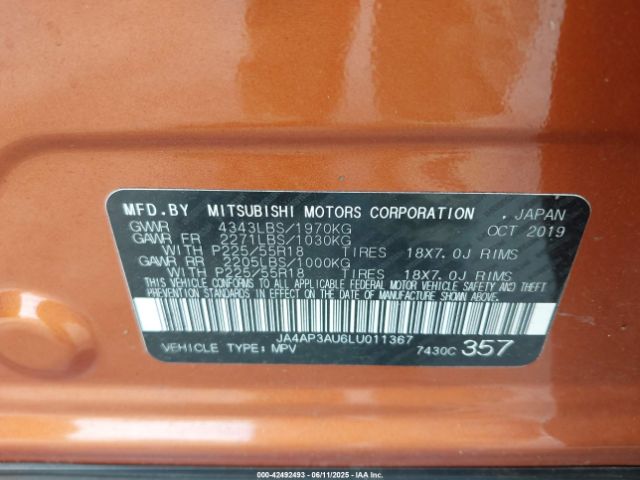 MFD.BY MITSUBISHI MOTORS CORPORATION , JAPAN
GVWR 4343LBS/1970KG OCT 2019
GAWR FR 2271LBS/1030KG
WITH P225/55R18 TIRES 18X7.0J RIMS
GAWR RR 2205LBS/1000KG
WITH P225/55R18 TIRES 18X7.0J RIMS
THIS VEHICLE CONFORMS TO ALL APPLICABLE FEDERAL MOTOR VEHICLE SAFETY AND THEFT
PREVENTION STANDARDS IN EFFECT ON THE DATE OF MANUFACTURE SHOWN ABOVE.
JA4AP3AU6LU011367
VEHICLE TYPE: MPV 7430C 357
000-42492493 - 06/11/2025 - IAAI.COM